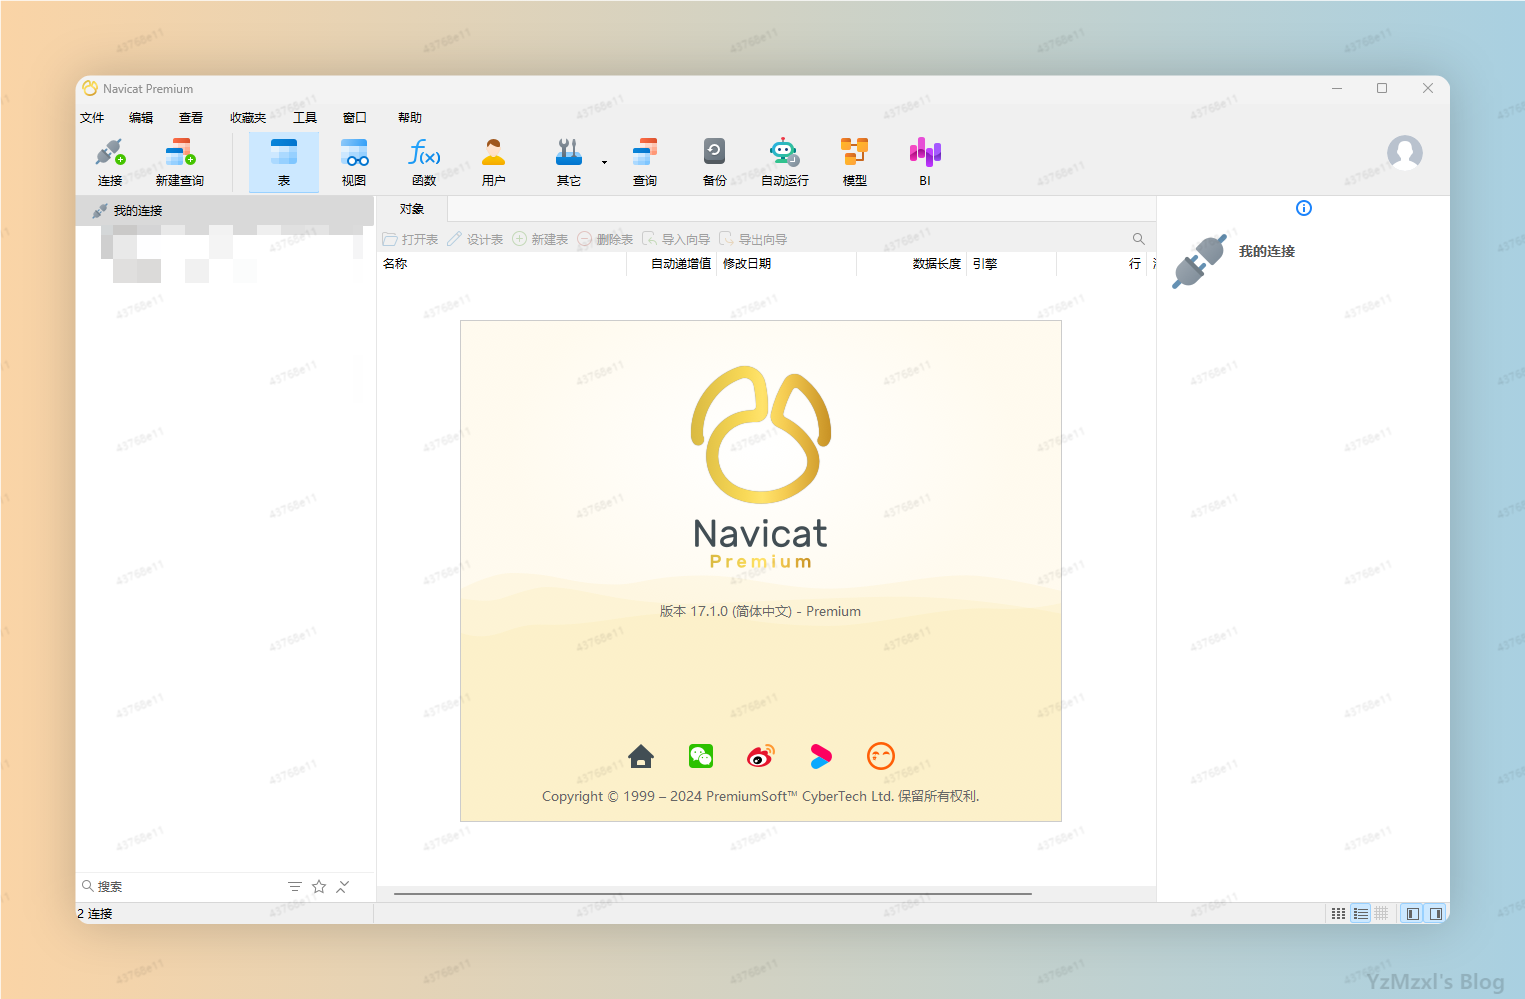 Navicat Premium
文件 编辑 查看 收藏夹 工具 窗口 帮助
连接 新建查询 表 视图 函数 用户 其它 查询 备份 自动运行 模型 BI
我的连接 对象
打开表 设计表 新建表 删除表 导入向导 导出向导
名称 自动递增值 修改日期 数据长度 引擎 行
我的连接
Navicat
Premium
版本 17.1.0 (简体中文) - Premium
Copyright © 1999 – 2024 PremiumSoft™ CyberTech Ltd. 保留所有权利.
搜索
2 连接
YzMzxl's Blog
43768e11